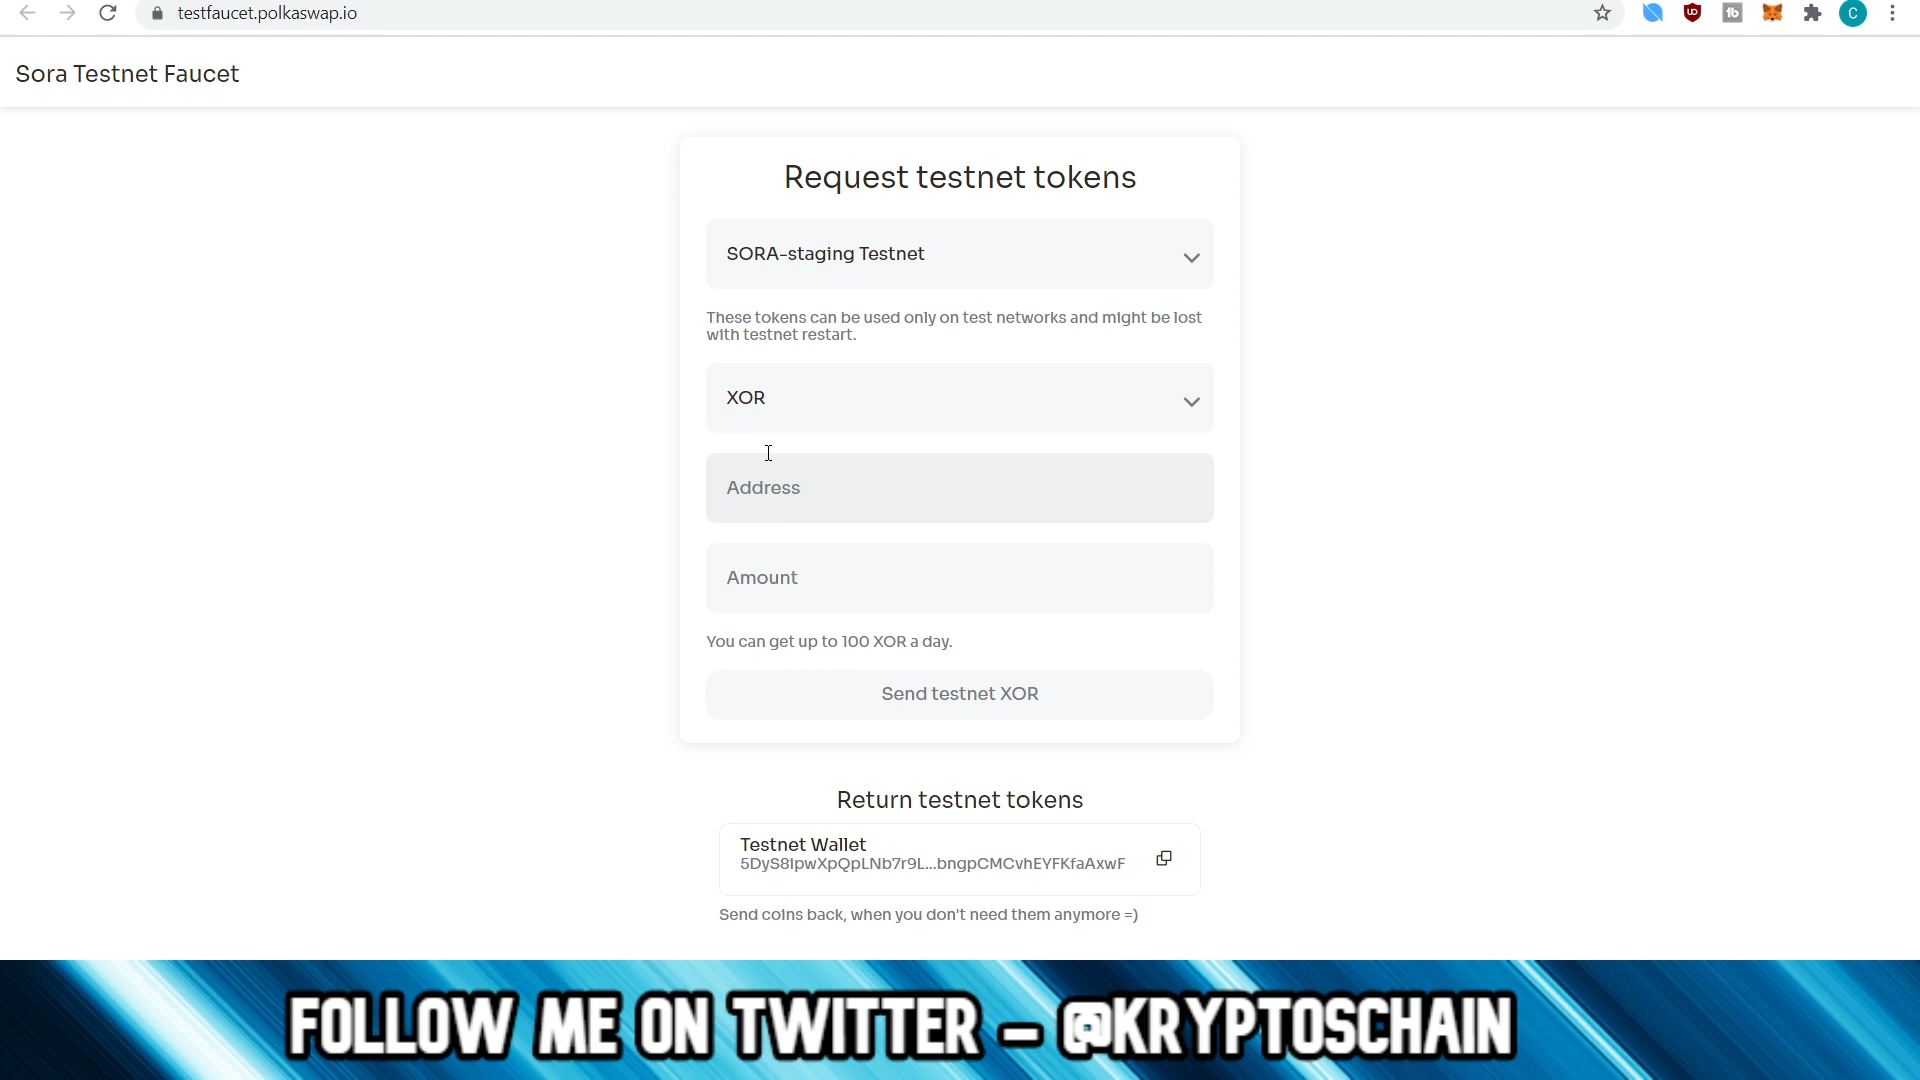 testfaucet.polkaswap.io
C
Sora Testnet Faucet
Request testnet tokens
SORA-staging Testnet
These tokens can be used only on test networks and might be lost
with testnet restart.
XOR
Address
Amount
You can get up to 100 XOR a day.
Send testnet XOR
Return testnet tokens
Testnet Wallet
5DyS8ipwXpQpLNb7r9L...bngpCMCvhEYFKfaAxwF
Send coins back, when you don't need them anymore =)
FOLLOW ME ON TWITTER – @KRYPTOSCHAIN